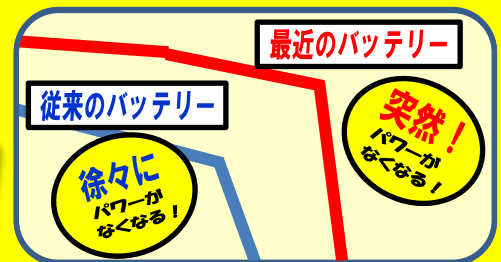 最近のバッテリー
従来のバッテリー
突然！
パワーが
なくなる！
徐々に
パワーが
なくなる！